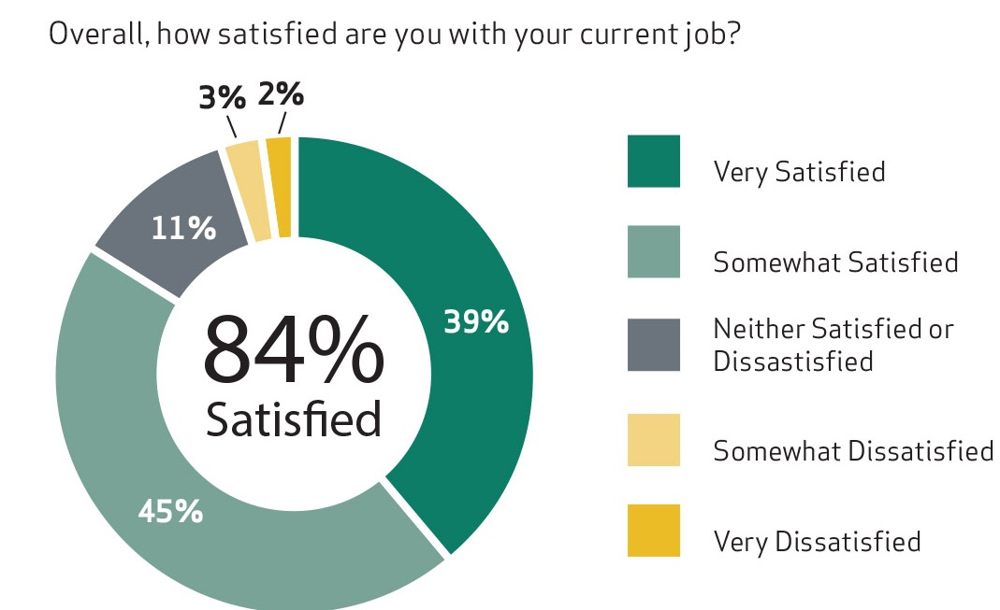 Overall, how satisfied are you with your current job?
3% 2%
11%
39%
84%
Satisfied
45%
Very Satisfied
Somewhat Satisfied
Neither Satisfied or
Dissastisfied
Somewhat Dissatisfied
Very Dissatisfied